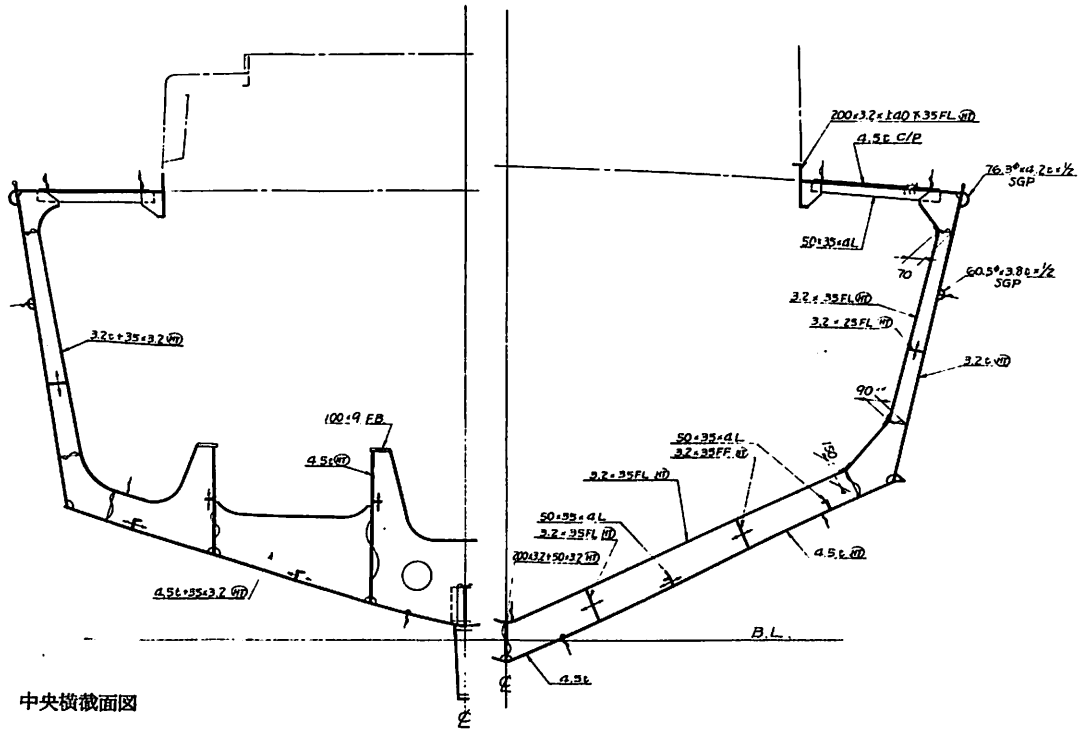 200×3.2×140×35FL HT
4.5t C/P
76.3φ×4.2t×1/2
SGP
50×35×4L
70
60.5φ×3.8t×1/2
SGP
3.2×35FL HT
3.2×25FL HT
3.2t+35×3.2 HT
3.2t HT
90
100×9 F.B
4.5t HT
50×35×4L
3.2×35FF HT
3.2×35FL HT
50×35×4L
3.2×35FL HT
200×3.2+50×3.2 HT
4.5t HT
4.5t+35×3.2 HT
B.L.
4.5t
中央横截面図
℄
℄